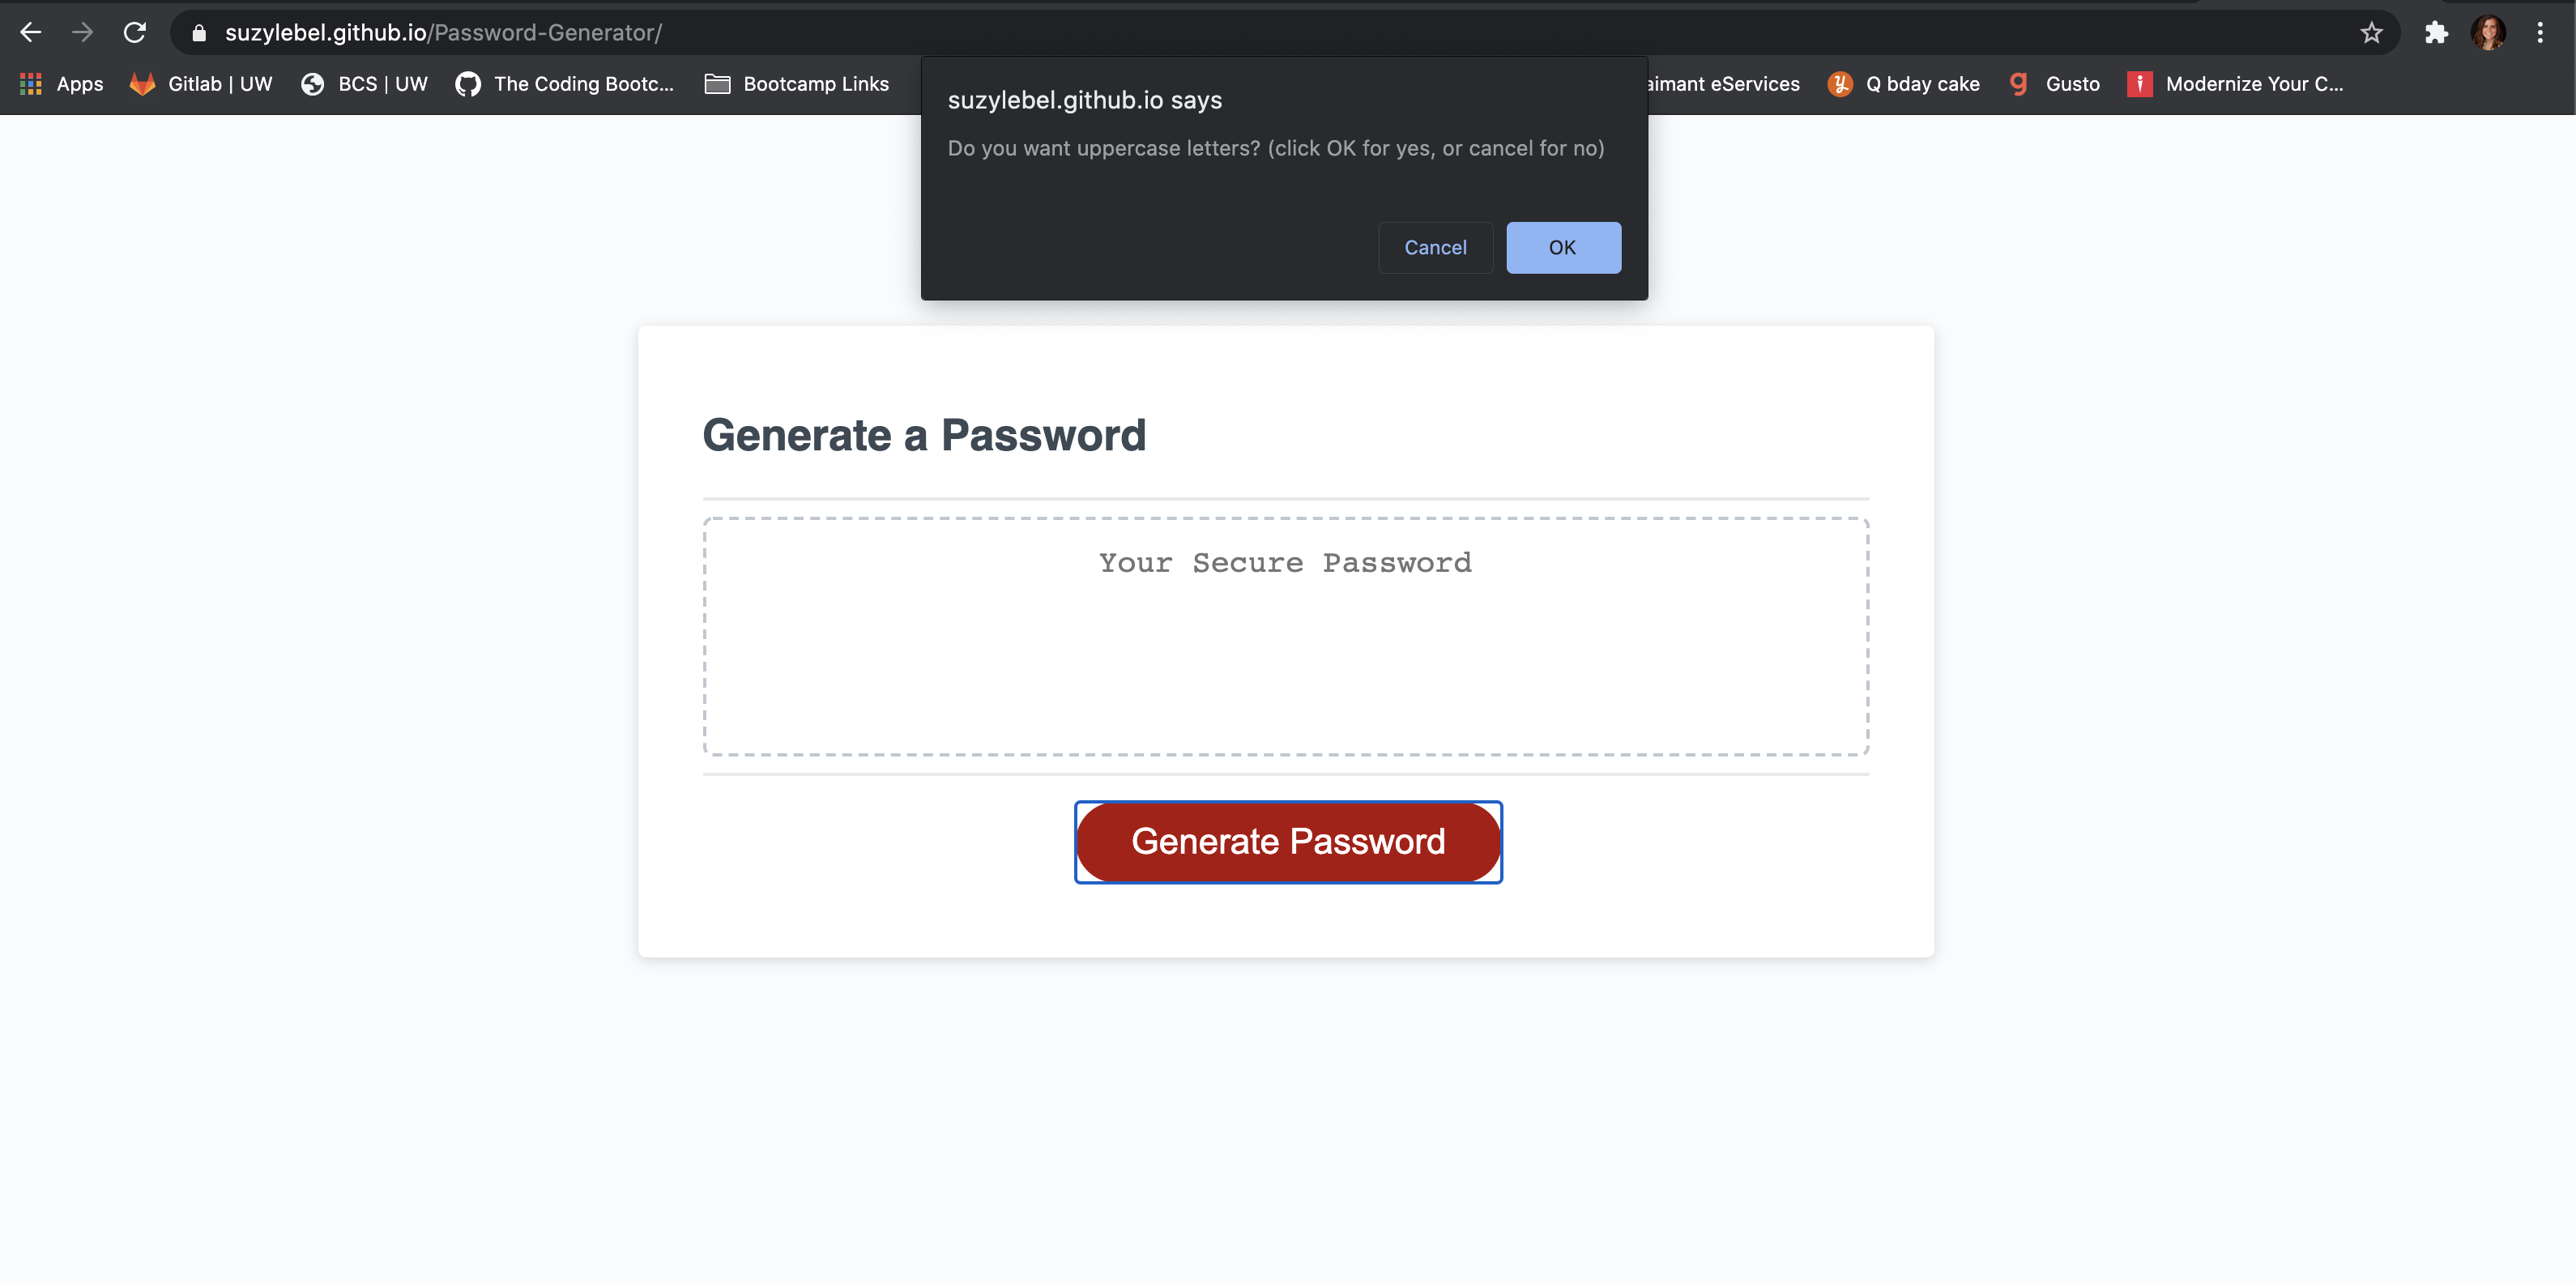 suzylebel.github.io/Password-Generator/
Apps Gitlab | UW BCS | UW The Coding Bootc... Bootcamp Links aimant eServices Q bday cake Gusto Modernize Your C...
suzylebel.github.io says
Do you want uppercase letters? (click OK for yes, or cancel for no)
Cancel OK
Generate a Password
Your Secure Password
Generate Password